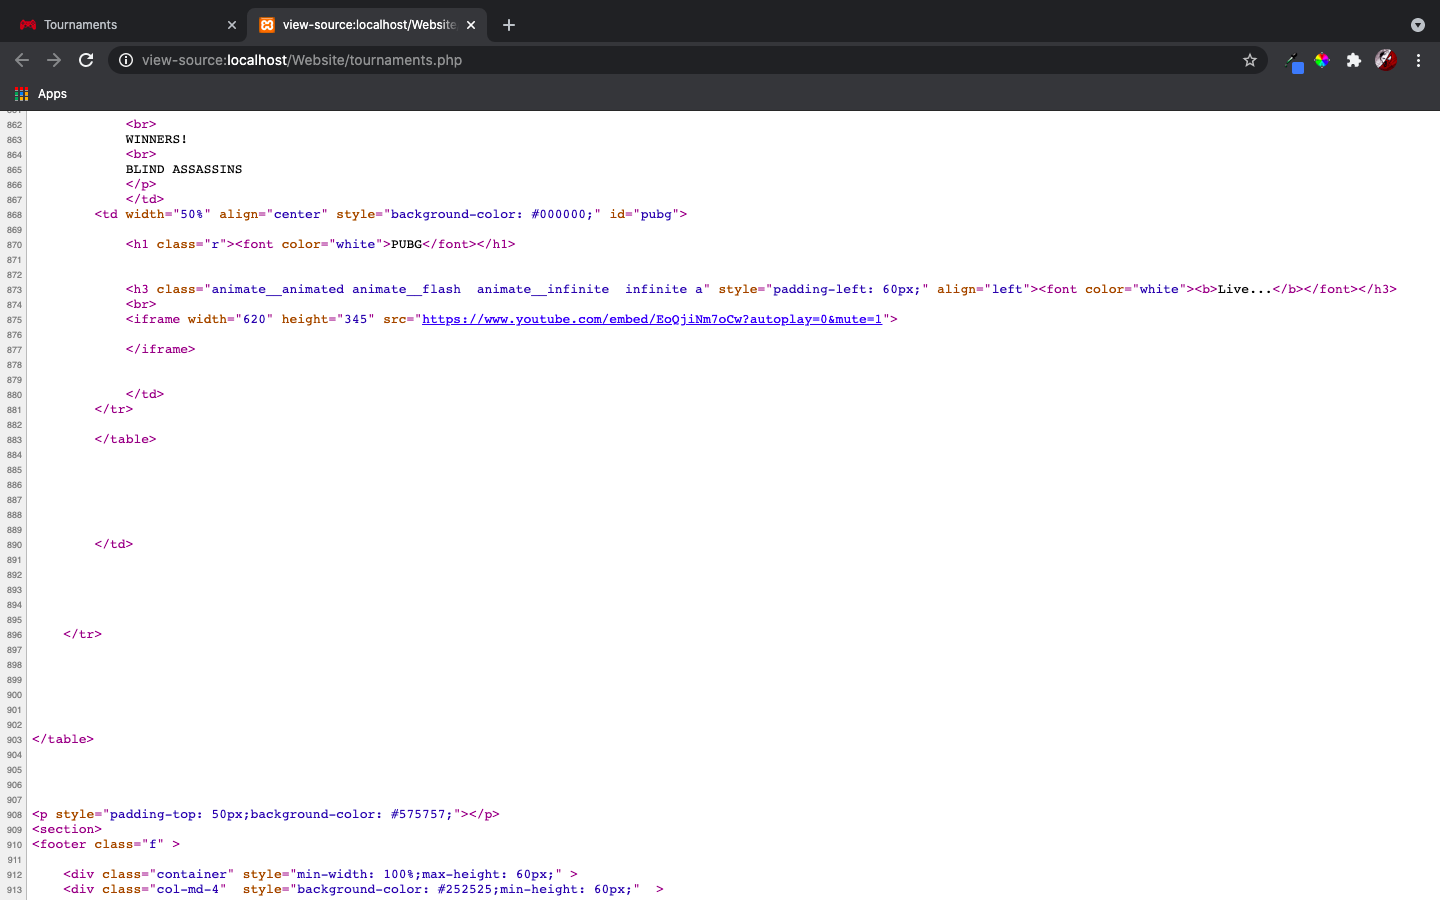 Tournaments
view-source:localhost/Website
view-source:localhost/Website/tournaments.php
Apps
862 <br>
863 WINNERS!
864 <br>
865 BLIND ASSASSINS
866 </p>
867 </td>
868 <td width="50%" align="center" style="background-color: #000000;" id="pubg">
869
870 <h1 class="r"><font color="white">PUBG</font></h1>
871
872
873 <h3 class="animate__animated animate__flash  animate__infinite  infinite a" style="padding-left: 60px;" align="left"><font color="white"><b>Live...</b></font></h3>
874 <br>
875 <iframe width="620" height="345" src="https://www.youtube.com/embed/EoQjiNm7oCw?autoplay=0&mute=1">
876
877 </iframe>
878
879
880 </td>
881 </tr>
882
883 </table>
884
885
886
887
888
889
890 </td>
891
892
893
894
895
896 </tr>
897
898
899
900
901
902
903 </table>
904
905
906
907
908 <p style="padding-top: 50px;background-color: #575757;"></p>
909 <section>
910 <footer class="f" >
911
912 <div class="container" style="min-width: 100%;max-height: 60px;" >
913 <div class="col-md-4"  style="background-color: #252525;min-height: 60px;"  >